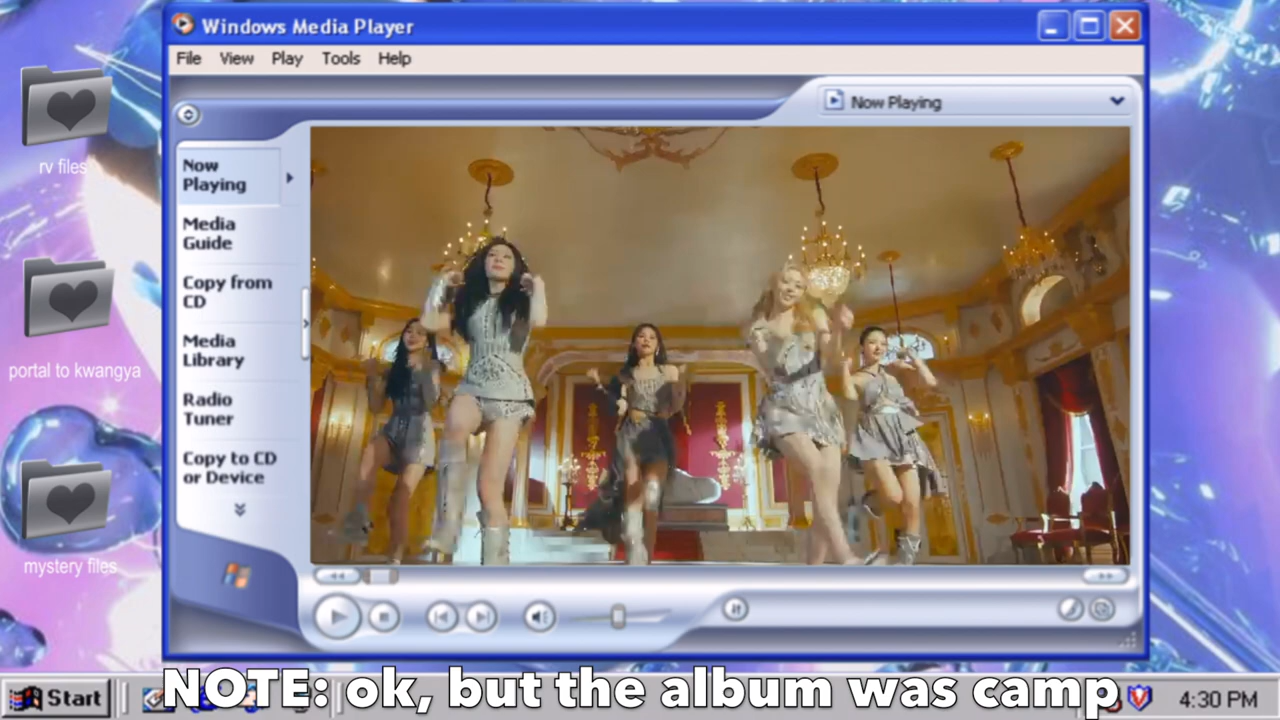 Windows Media Player
File View Play Tools Help
Now Playing
Now
Playing
Media
Guide
Copy from
CD
Media
Library
Radio
Tuner
Copy to CD
or Device
rv files
portal to kwangya
mystery files
NOTE: ok, but the album was camp
Start
4:30 PM